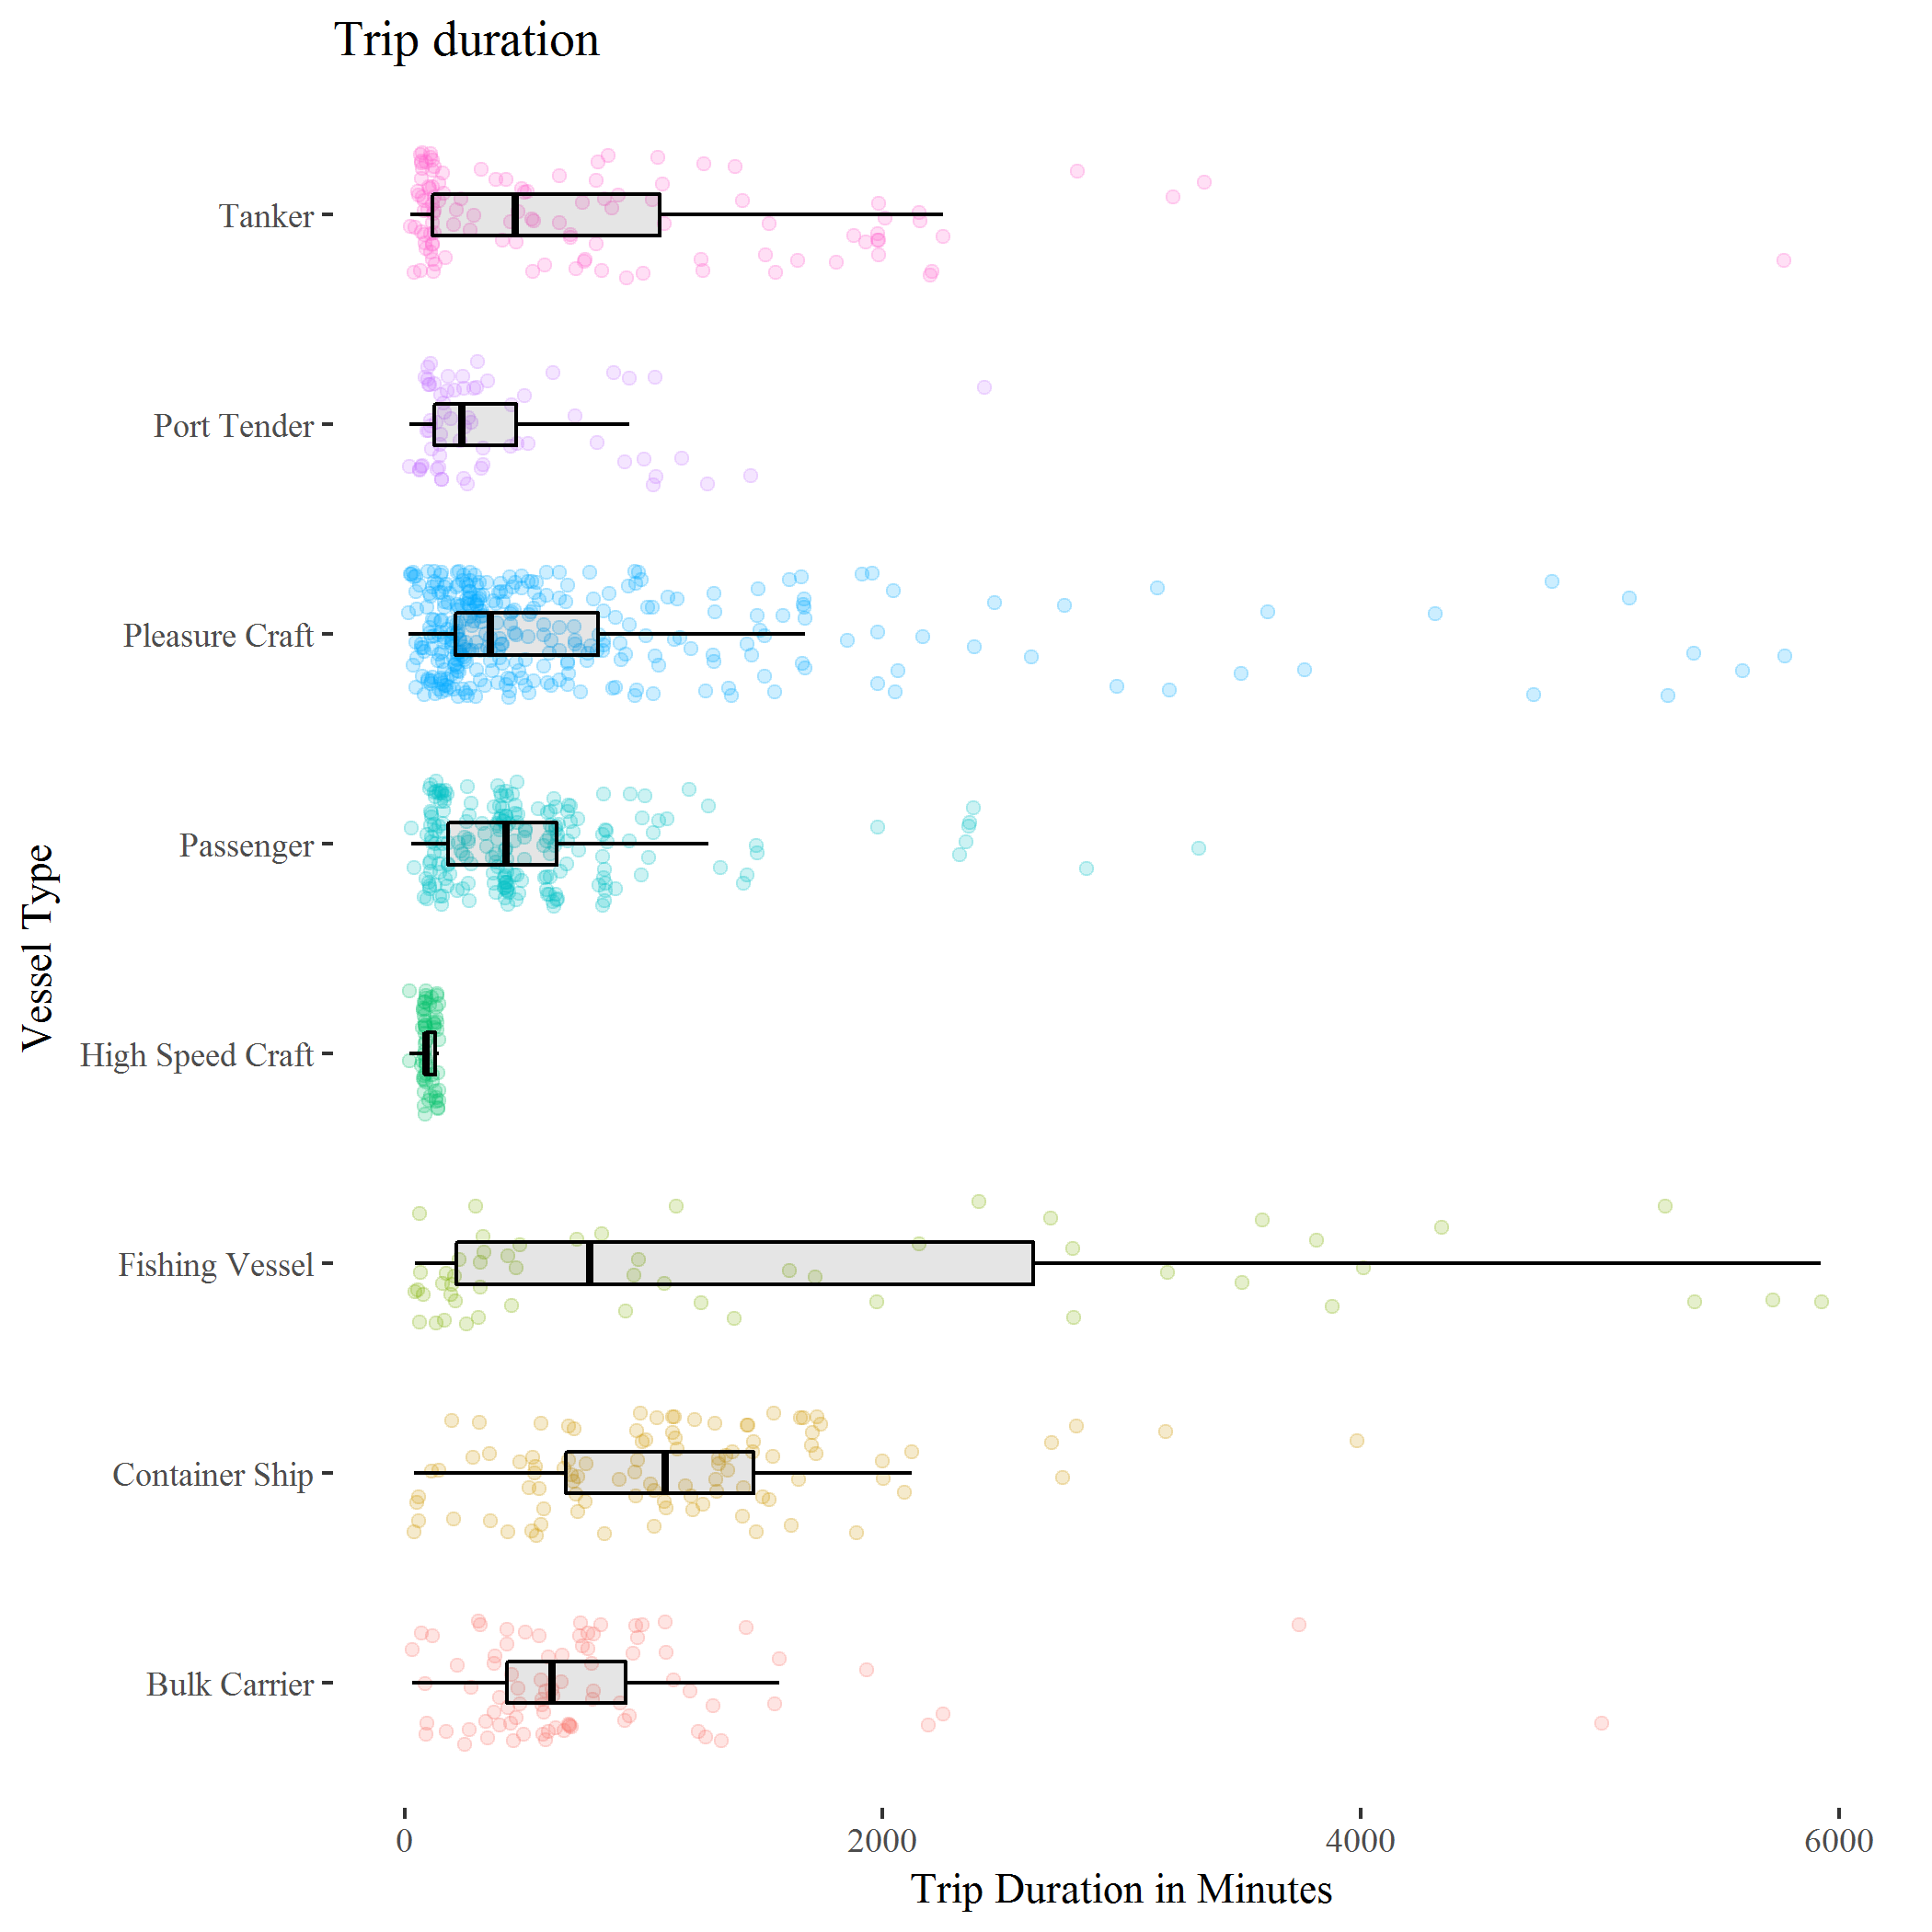 Trip duration
Vessel Type
Tanker
Port Tender
Pleasure Craft
Passenger
High Speed Craft
Fishing Vessel
Container Ship
Bulk Carrier
0 2000 4000 6000
Trip Duration in Minutes